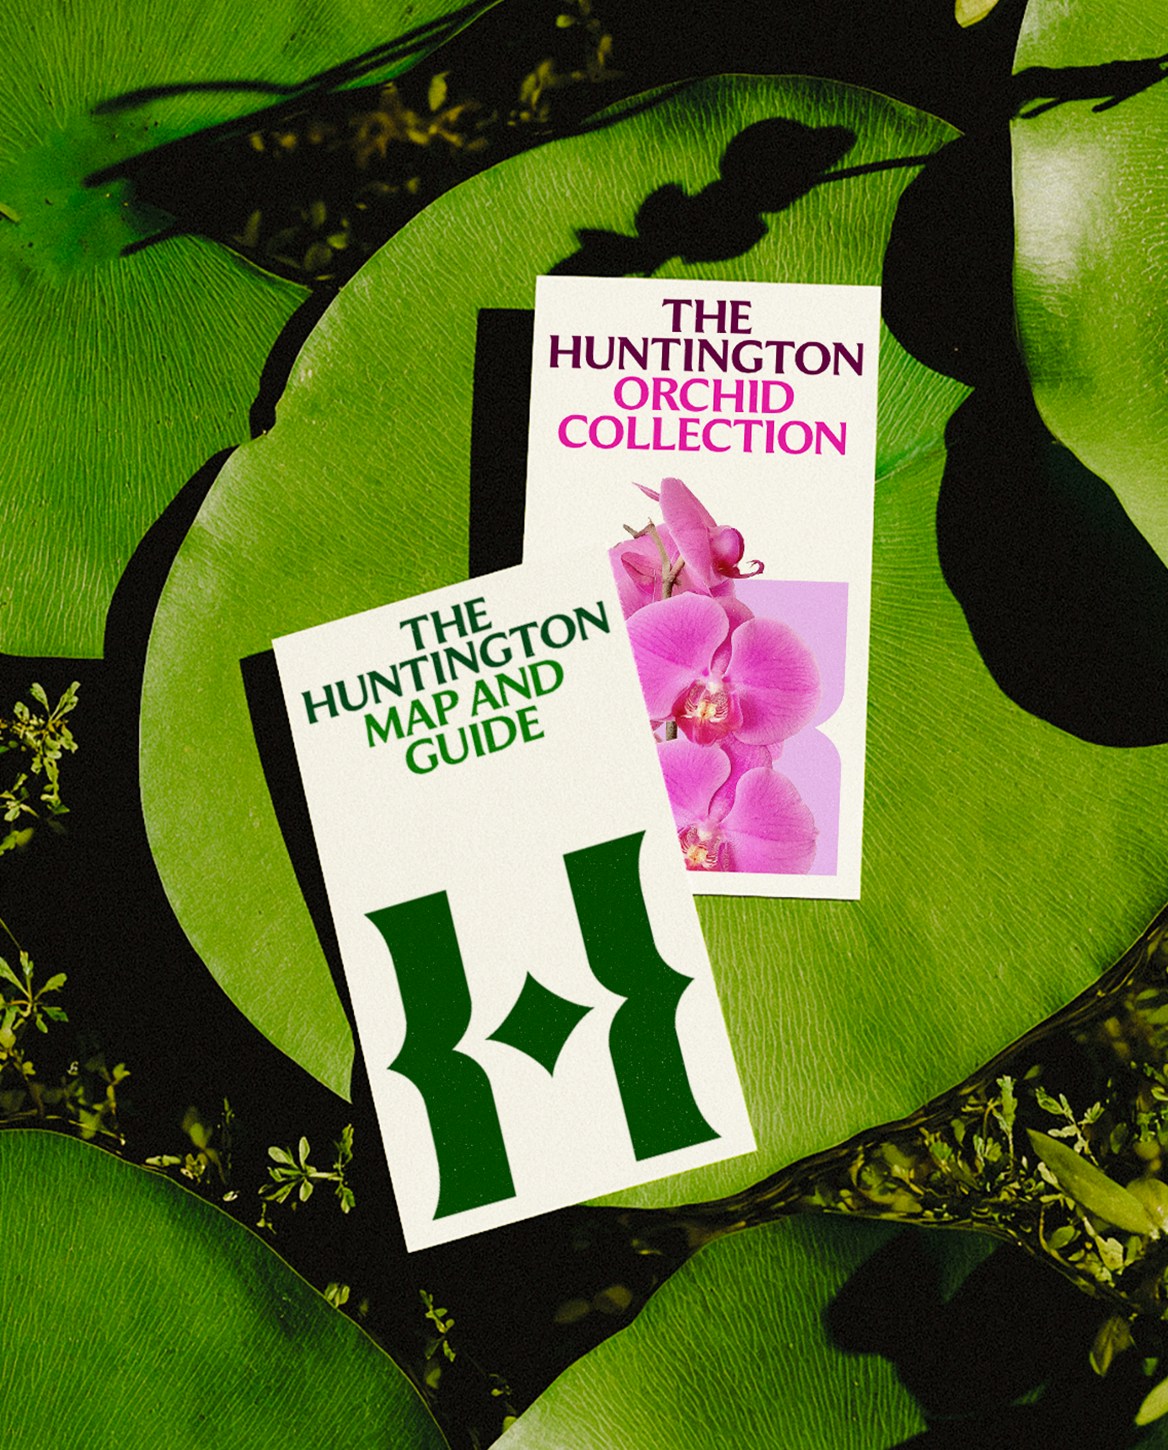 THE
HUNTINGTON
ORCHID
COLLECTION
THE
HUNTINGTON
MAP AND
GUIDE
H